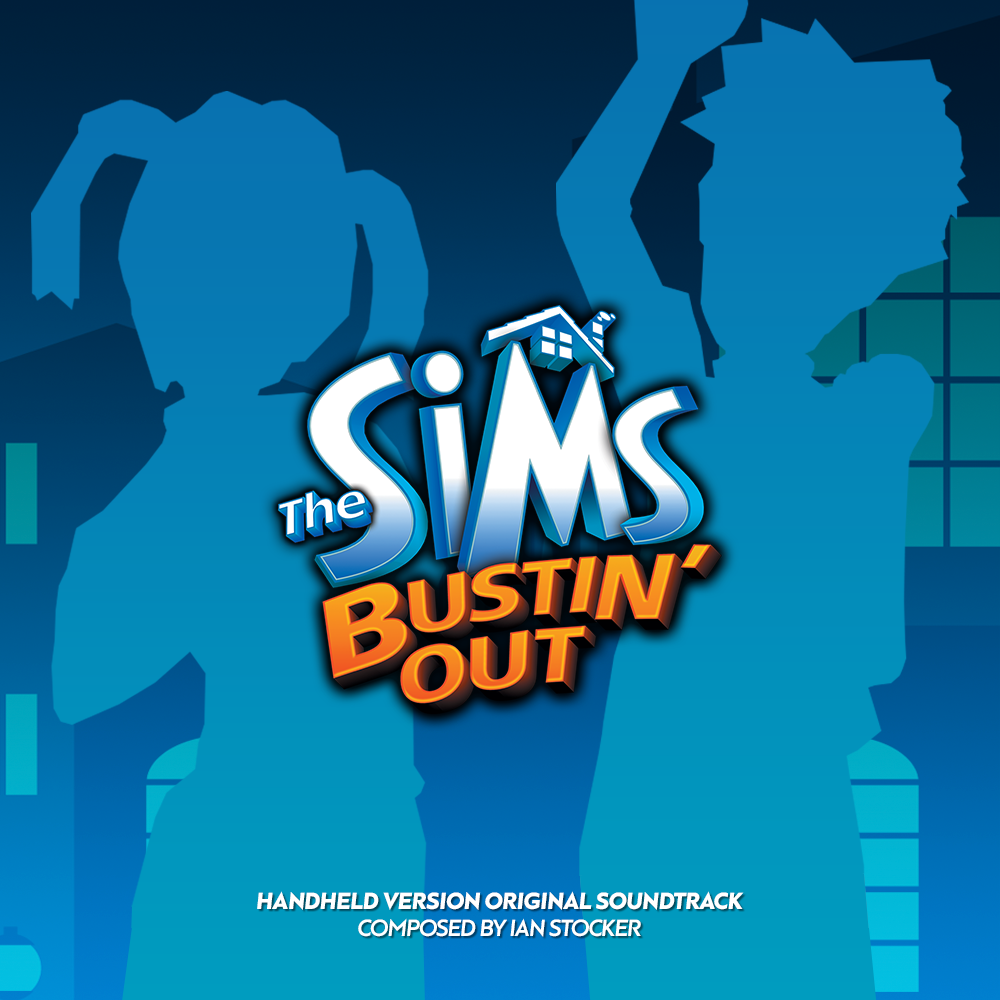 The SiMS
BUSTIN'
OUT
HANDHELD VERSION ORIGINAL SOUNDTRACK
COMPOSED BY IAN STOCKER